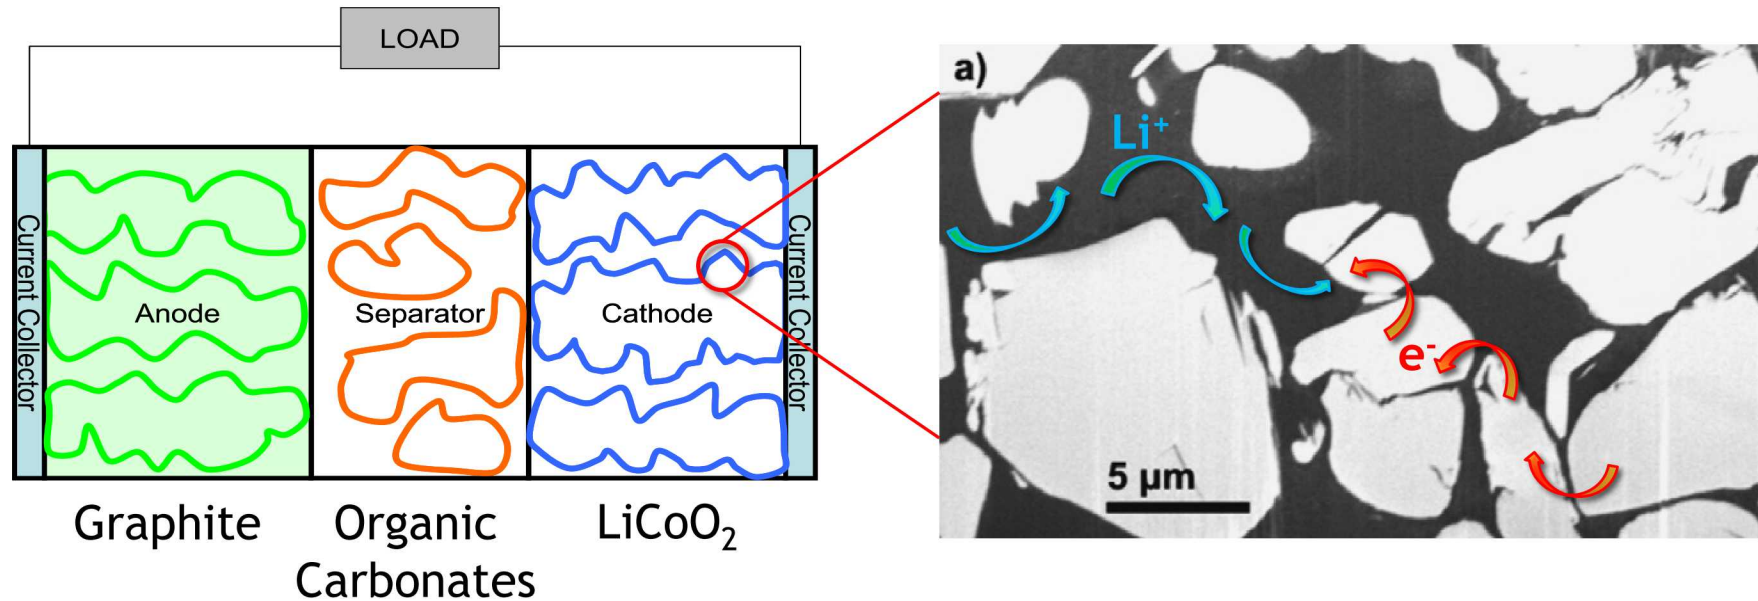 LOAD
Current Collector
Anode
Separator
Cathode
Current Collector
Graphite
Organic
Carbonates
LiCoO₂
a)
Li⁺
e⁻
5 µm